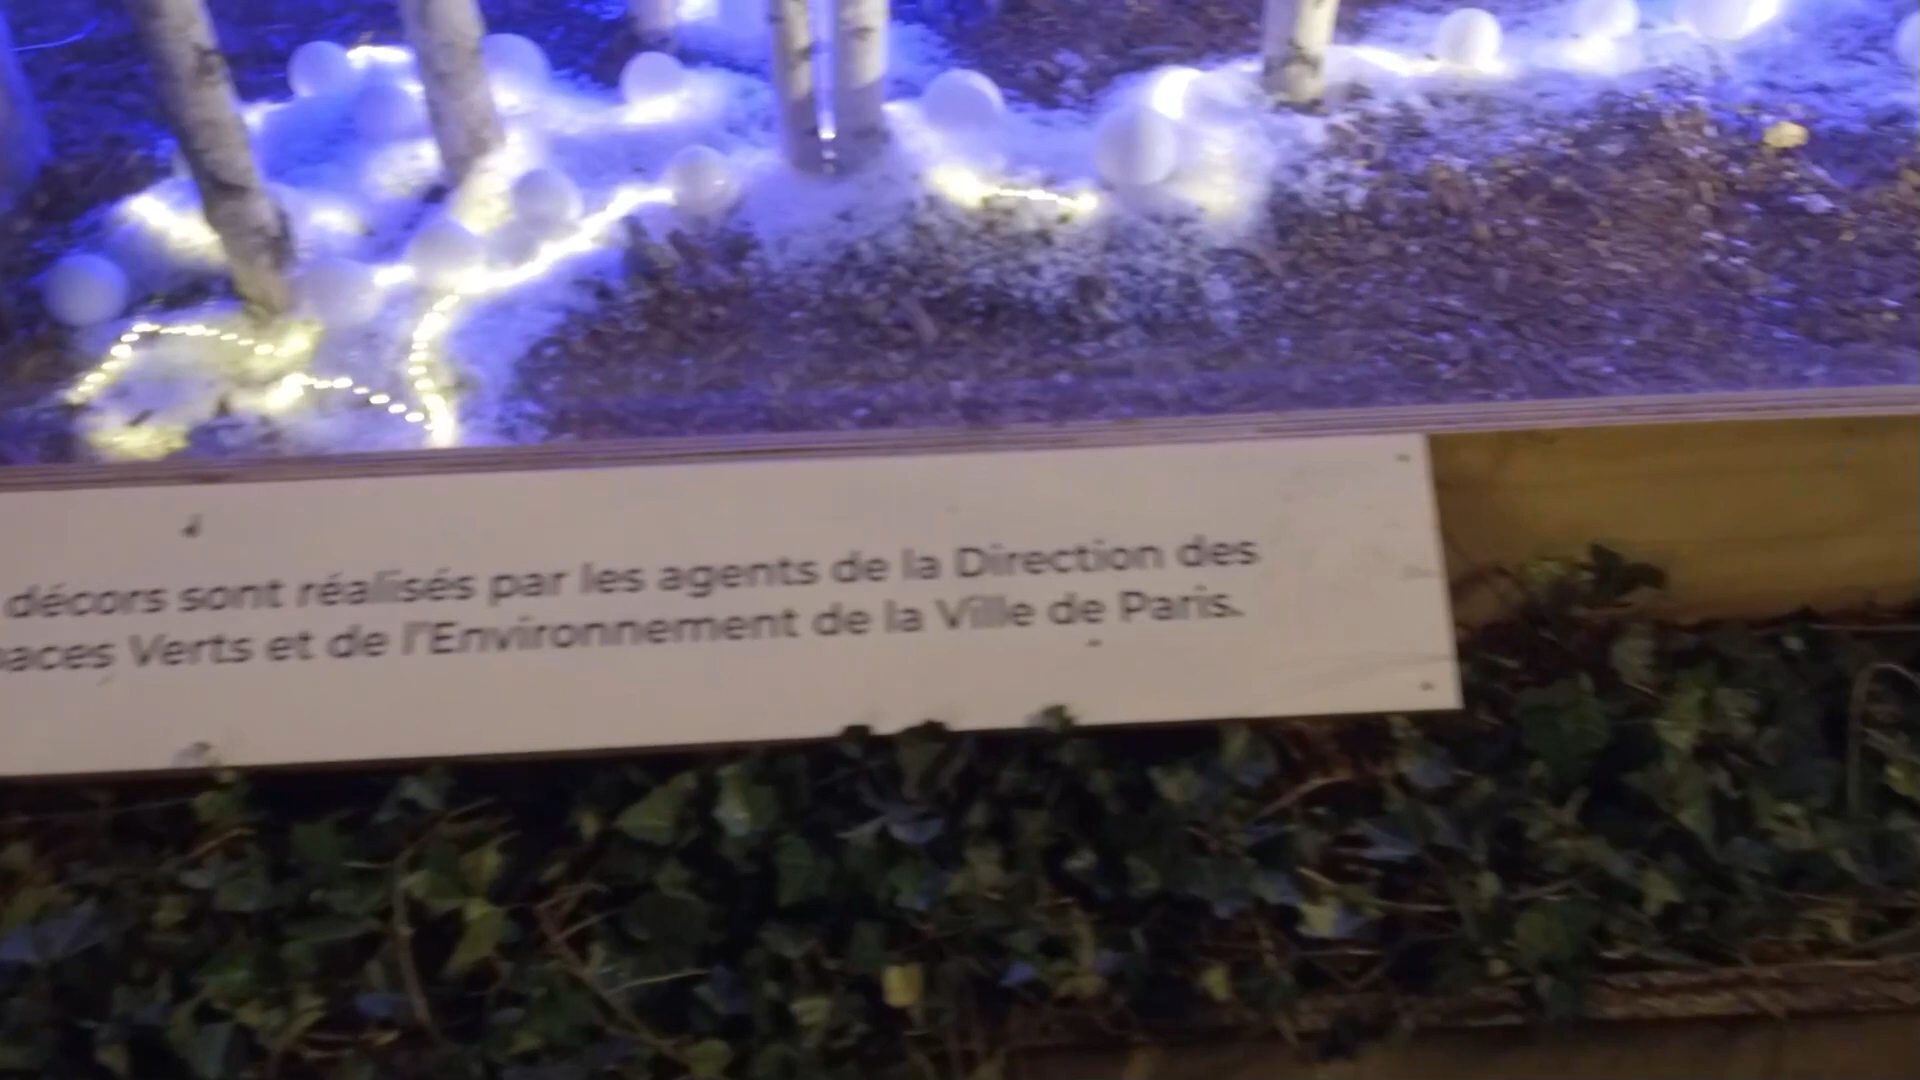 décors sont réalisés par les agents de la Direction des
paces Verts et de l'Environnement de la Ville de Paris.